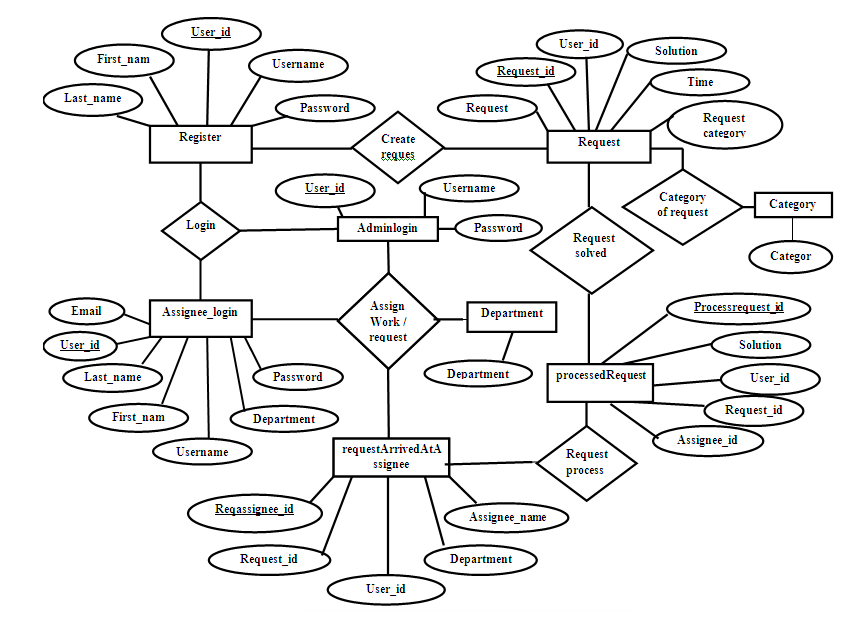 User_id
First_nam
Username
Last_name
Password
Register
Create
reques
User_id
Solution
Request_id
Time
Request
Request
category
Request
Category
of request
Category
Categor
Login
User_id
Username
Adminlogin
Password
Request
solved
Email
User_id
Last_name
First_nam
Username
Department
Password
Assignee_login
Assign
Work /
request
Department
Department
Processrequest_id
Solution
User_id
Request_id
Assignee_id
processedRequest
Request
process
requestArrivedAtA
ssignee
Reqassignee_id
Request_id
User_id
Department
Assignee_name